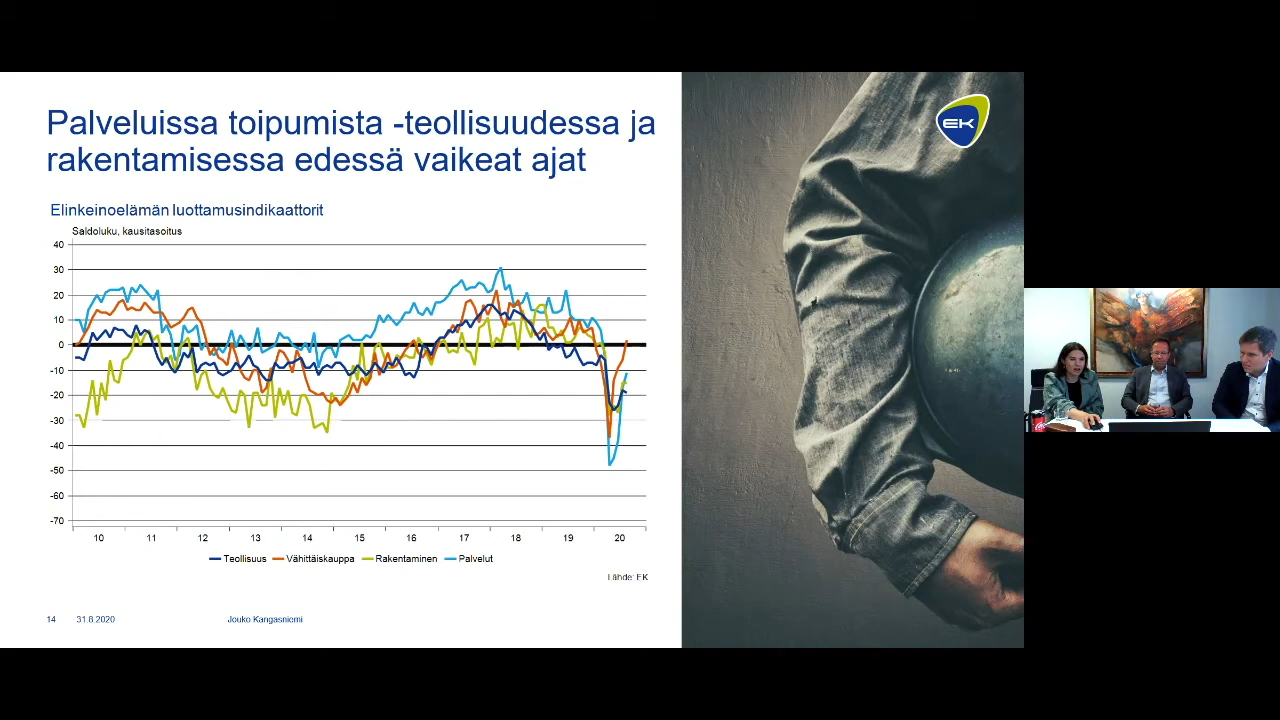 Palveluissa toipumista -teollisuudessa ja
rakentamisessa edessä vaikeat ajat
EK
Elinkeinoelämän luottamusindikaattorit
Saldoluku, kausitasoitus
40
30
20
10
0
-10
-20
-30
-40
-50
-60
-70
10 11 12 13 14 15 16 17 18 19 20
Teollisuus Vähittäiskauppa Rakentaminen Palvelut
Lähde: EK
14 31.8.2020 Jouko Kangasniemi